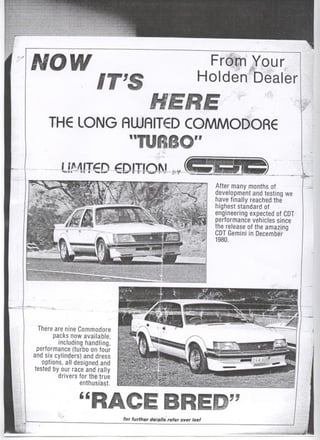 NOW
IT'S
HERE
From Your
Holden Dealer
THE LONG AWAITED COMMODORE
"TURBO"
LIMITED EDITION BY CDT
After many months of
development and testing we
have finally reached the
highest standard of
engineering expected of CDT
performance vehicles since
the release of the amazing
CDT Gemini in December
1980.
There are nine Commodore
packs now available,
including handling,
performance (turbo on four
and six cylinders) and dress
options, all designed and
tested by our race and rally
drivers for the true
enthusiast.
"RACE BRED"
for further details refer over leaf